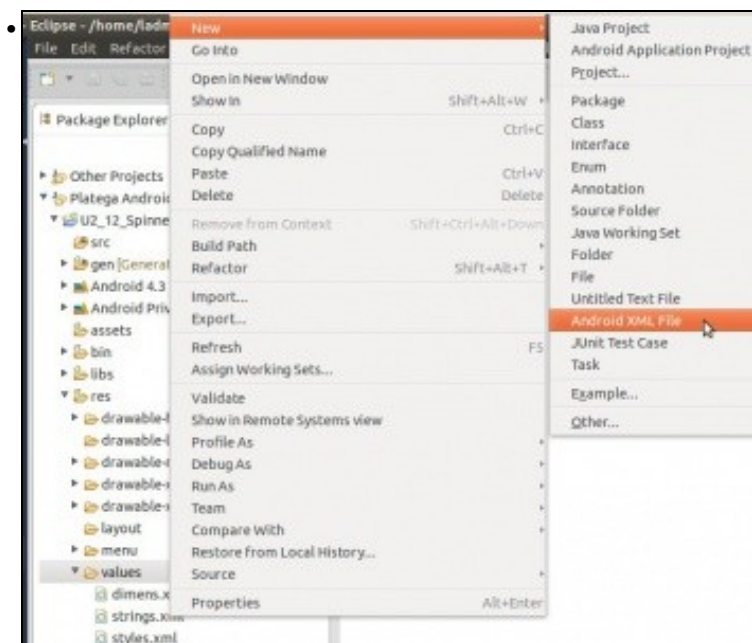 Eclipse - /home/ladm
File Edit Refactor
Package Explorer
Other Projects
Platega Androi
U2_12_Spinne
src
gen [Generat
Android 4.3
Android Priv
assets
bin
libs
res
drawable-
drawable-
drawable-
drawable-
drawable-
layout
menu
values
dimens.x
strings.xml
styles.xml
New
Go Into
Open in New Window
Show In Shift+Alt+W
Copy Ctrl+C
Copy Qualified Name
Paste Ctrl+V
Delete Delete
Remove from Context Shift+Ctrl+Alt+Down
Build Path
Refactor Shift+Alt+T
Import...
Export...
Refresh F5
Assign Working Sets...
Validate
Show in Remote Systems view
Profile As
Debug As
Run As
Team
Compare With
Restore from Local History...
Source
Properties Alt+Enter
Java Project
Android Application Project
Project...
Package
Class
Interface
Enum
Annotation
Source Folder
Java Working Set
Folder
File
Untitled Text File
Android XML File
JUnit Test Case
Task
Example...
Other...